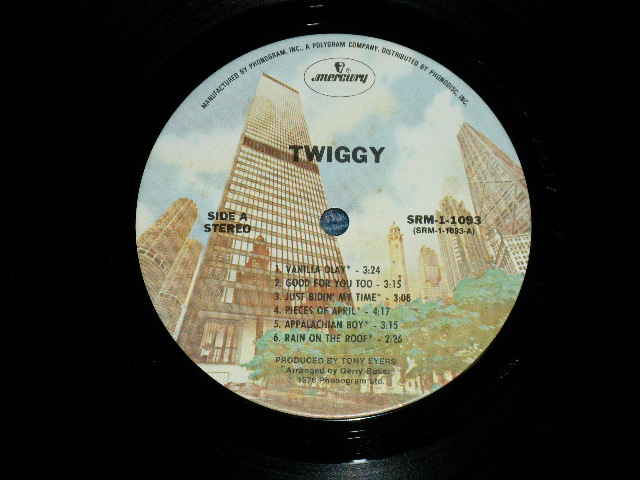 MANUFACTURED BY PHONOGRAM, INC., A POLYGRAM COMPANY, DISTRIBUTED BY PHONODISC, INC.
mercury
TWIGGY
SIDE A
STEREO
SRM-1-1093
(SRM-1-1093-A)
1. VANILLA OLAY* - 3:24
2. GOOD FOR YOU TOO - 3:15
3. JUST BIDIN' MY TIME* - 3:08
4. PIECES OF APRIL* - 4:17
5. APPALACHIAN BOY* - 3:15
6. RAIN ON THE ROOF* - 2:26
PRODUCED BY TONY EYERS
*Arranged by Gerry Butler
℗ 1976 Phonogram Ltd.